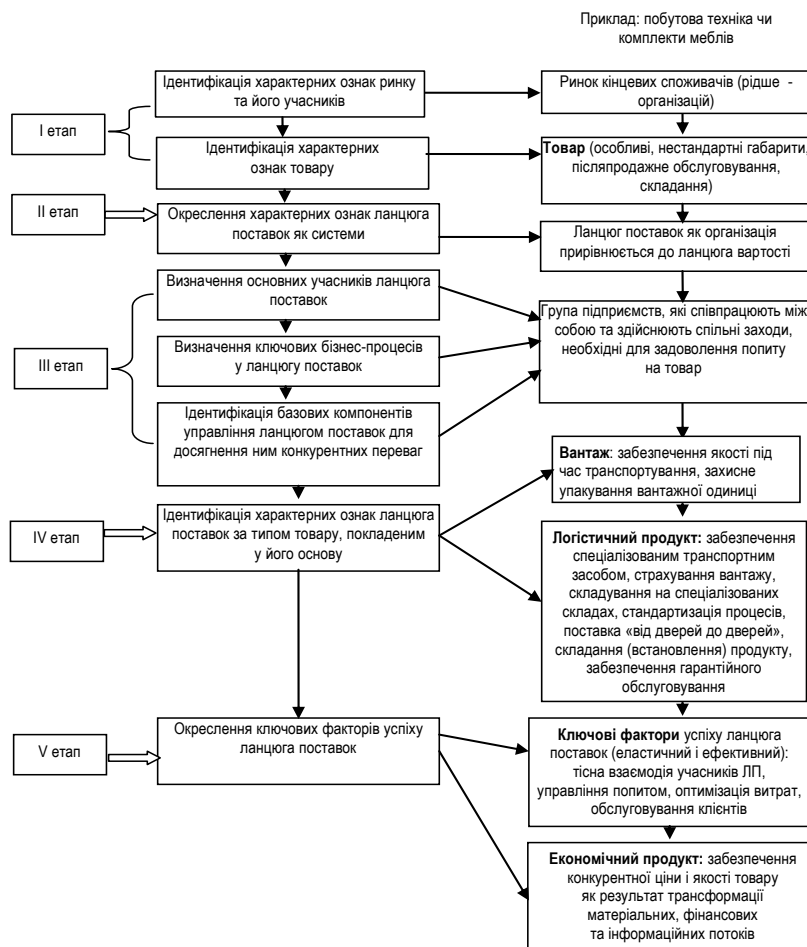 Приклад: побутова техніка чи
комплекти меблів
Ідентифікація характерних ознак ринку
та його учасників
Ринок кінцевих споживачів (рідше -
організацій)
І етап
Ідентифікація характерних
ознак товару
Товар (особливі, нестандартні габарити,
післяпродажне обслуговування,
складання)
ІІ етап
Окреслення характерних ознак ланцюга
поставок як системи
Ланцюг поставок як організація
прирівнюється до ланцюга вартості
Визначення основних учасників ланцюга
поставок
Група підприємств, які співпрацюють між
собою та здійснюють спільні заходи,
необхідні для задоволення попиту
на товар
ІІІ етап
Визначення ключових бізнес-процесів
у ланцюгу поставок
Ідентифікація базових компонентів
управління ланцюгом поставок для
досягнення ним конкурентних переваг
Вантаж: забезпечення якості під
час транспортування, захисне
упакування вантажної одиниці
IV етап
Ідентифікація характерних ознак ланцюга
поставок за типом товару, покладеним
у його основу
Логістичний продукт: забезпечення
спеціалізованим транспортним
засобом, страхування вантажу,
складування на спеціалізованих
складах, стандартизація процесів,
поставка «від дверей до дверей»,
складання (встановлення) продукту,
забезпечення гарантійного
обслуговування
V етап
Окреслення ключових факторів успіху
ланцюга поставок
Ключові фактори успіху ланцюга
поставок (еластичний і ефективний):
тісна взаємодія учасників ЛП,
управління попитом, оптимізація витрат,
обслуговування клієнтів
Економічний продукт: забезпечення
конкурентної ціни і якості товару
як результат трансформації
матеріальних, фінансових
та інформаційних потоків